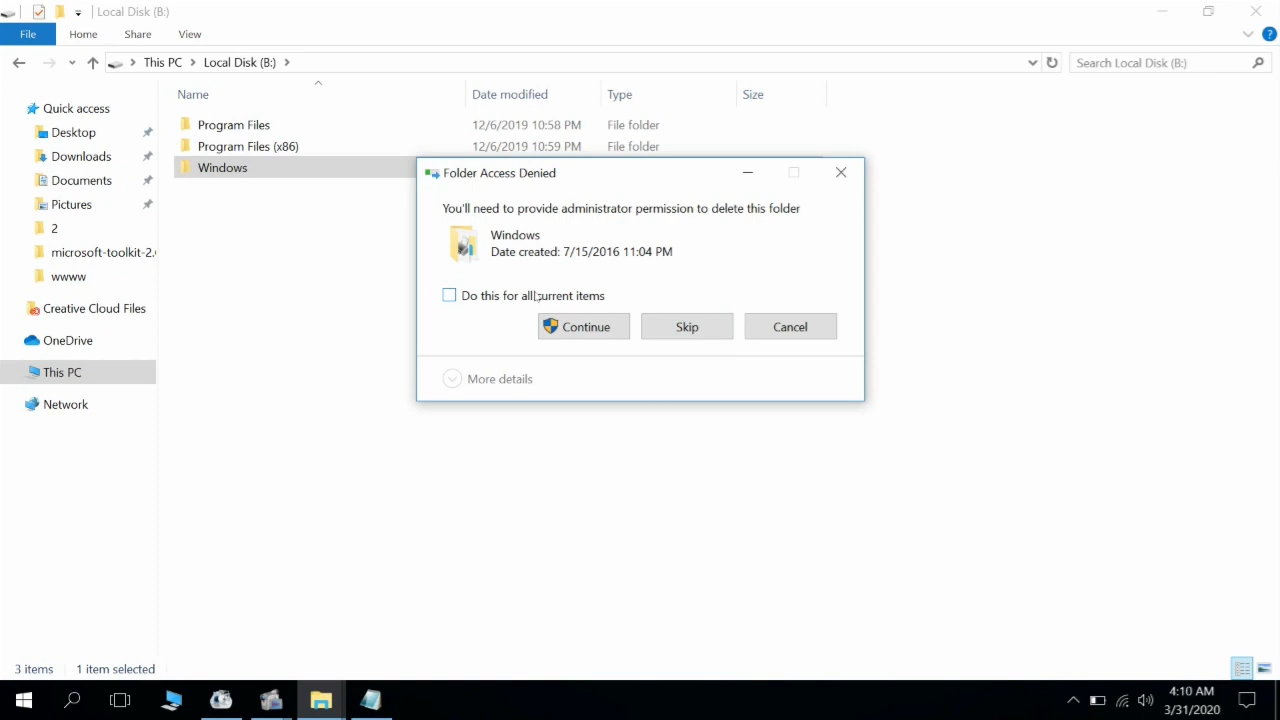 Local Disk (B:)
File Home Share View
This PC Local Disk (B:)
Search Local Disk (B:)
Name Date modified Type Size
Quick access
Desktop
Downloads
Documents
Pictures
2
microsoft-toolkit-2.
wwww
Creative Cloud Files
OneDrive
This PC
Network
Program Files 12/6/2019 10:58 PM File folder
Program Files (x86) 12/6/2019 10:59 PM File folder
Windows
Folder Access Denied
You'll need to provide administrator permission to delete this folder
Windows
Date created: 7/15/2016 11:04 PM
Do this for all current items
Continue Skip Cancel
More details
3 items 1 item selected
4:10 AM
3/31/2020